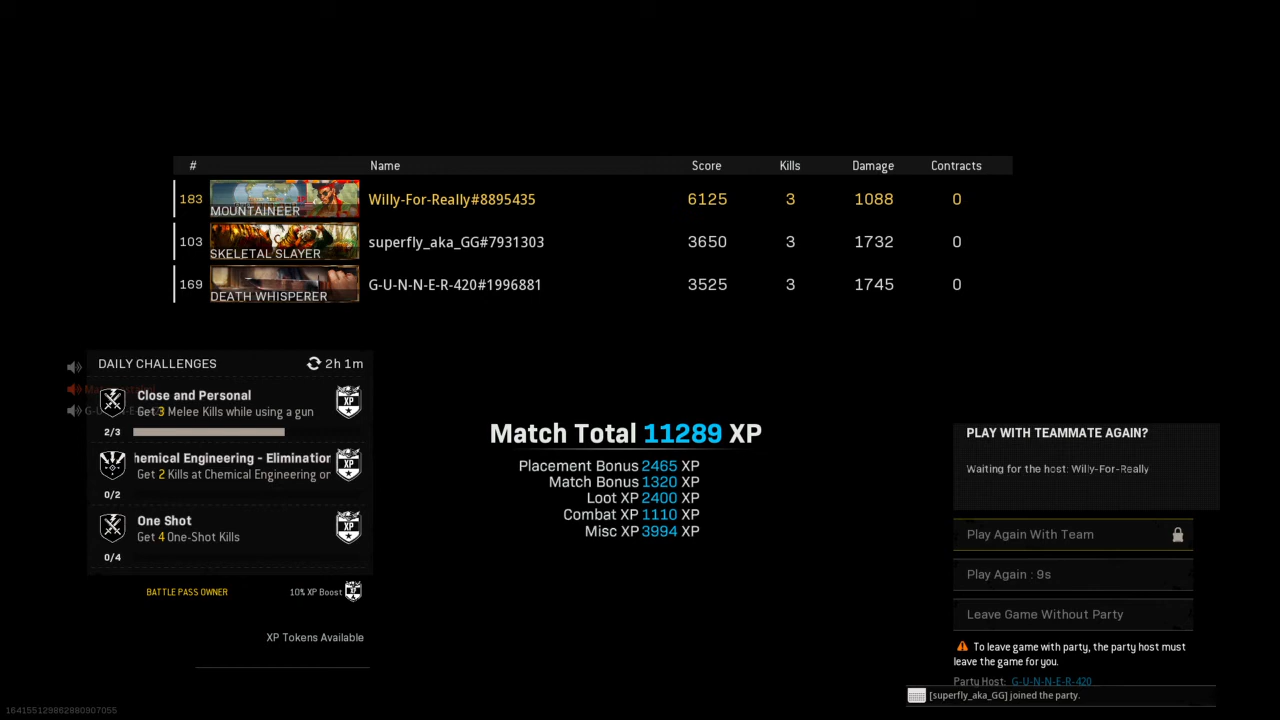 # Name Score Kills Damage Contracts
183 MOUNTAINEER Willy-For-Really#8895435 6125 3 1088 0
103 SKELETAL SLAYER superfly_aka_GG#7931303 3650 3 1732 0
169 DEATH WHISPERER G-U-N-N-E-R-420#1996881 3525 3 1745 0
DAILY CHALLENGES 2h 1m
Close and Personal
Get 3 Melee Kills while using a gun
XP
2/3
hemical Engineering - Elimination
Get 2 Kills at Chemical Engineering or
XP
0/2
One Shot
Get 4 One-Shot Kills
XP
0/4
BATTLE PASS OWNER 10% XP Boost
XP Tokens Available
Match Total 11289 XP
Placement Bonus 2465 XP
Match Bonus 1320 XP
Loot XP 2400 XP
Combat XP 1110 XP
Misc XP 3994 XP
PLAY WITH TEAMMATE AGAIN?
Waiting for the host: Willy-For-Really
Play Again With Team
Play Again : 9s
Leave Game Without Party
To leave game with party, the party host must
leave the game for you.
Party Host: G-U-N-N-E-R-420
[superfly_aka_GG] joined the party.
164155129862880907055